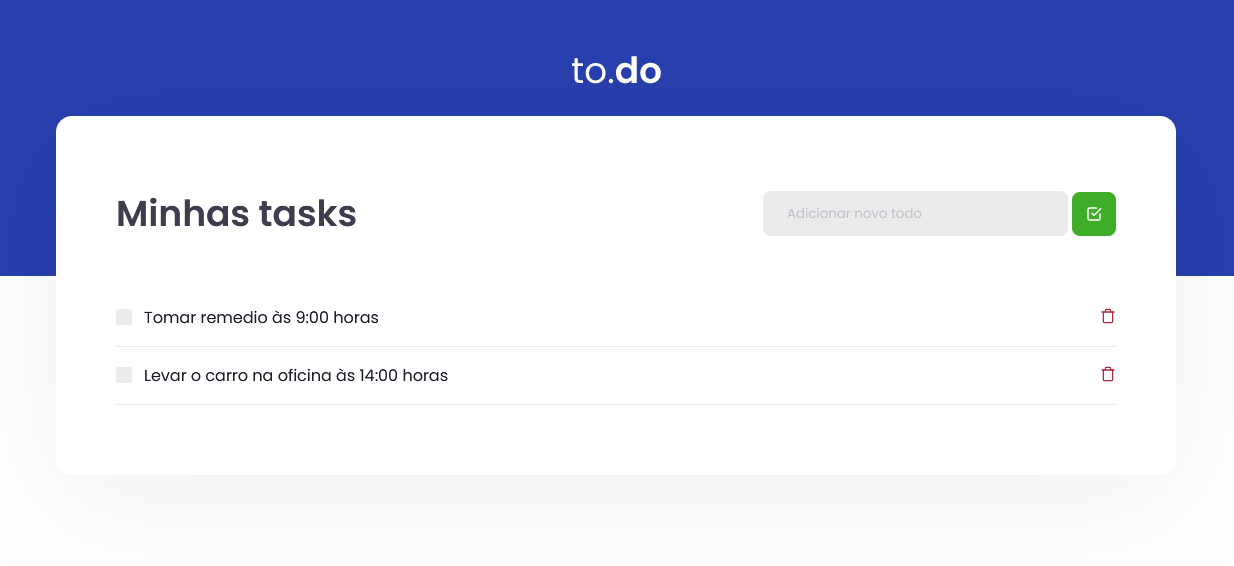 to.do
Minhas tasks
Adicionar novo todo
Tomar remedio às 9:00 horas
Levar o carro na oficina às 14:00 horas